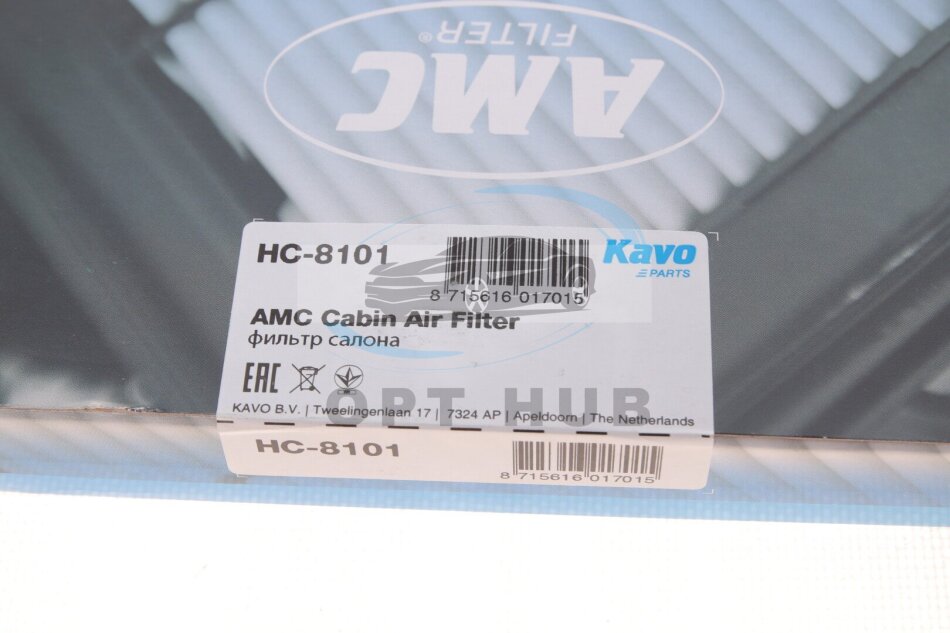 AMC
FILTER®
HC-8101
8 715616 017015
Kavo
PARTS
AMC Cabin Air Filter
фильтр салона
EAC
OPT HUB
KAVO B.V. | Tweelingenlaan 17 | 7324 AP | Apeldoorn | The Netherlands
HC-8101
8 715616 017015